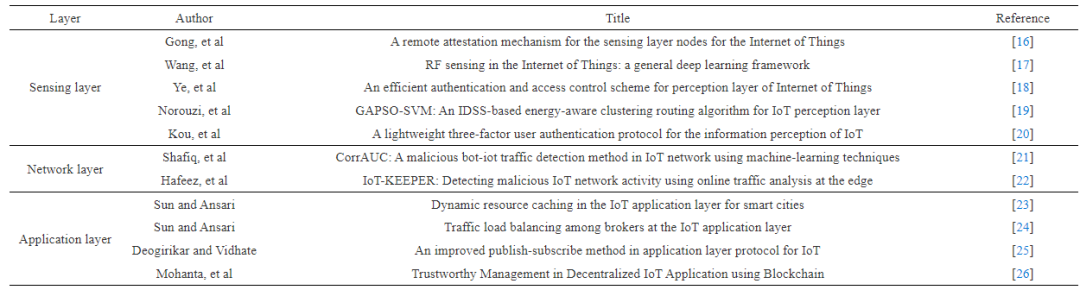 Layer Author Title Reference
Gong, et al A remote attestation mechanism for the sensing layer nodes for the Internet of Things [16]
Wang, et al RF sensing in the Internet of Things: a general deep learning framework [17]
Sensing layer Ye, et al An efficient authentication and access control scheme for perception layer of Internet of Things [18]
Norouzi, et al GAPSO-SVM: An IDSS-based energy-aware clustering routing algorithm for IoT perception layer [19]
Kou, et al A lightweight three-factor user authentication protocol for the information perception of IoT [20]
Network layer Shafiq, et al CorrAUC: A malicious bot-iot traffic detection method in IoT network using machine-learning techniques [21]
Hafeez, et al IoT-KEEPER: Detecting malicious IoT network activity using online traffic analysis at the edge [22]
Sun and Ansari Dynamic resource caching in the IoT application layer for smart cities [23]
Application layer Sun and Ansari Traffic load balancing among brokers at the IoT application layer [24]
Deogirikar and Vidhate An improved publish-subscribe method in application layer protocol for IoT [25]
Mohanta, et al Trustworthy Management in Decentralized IoT Application using Blockchain [26]